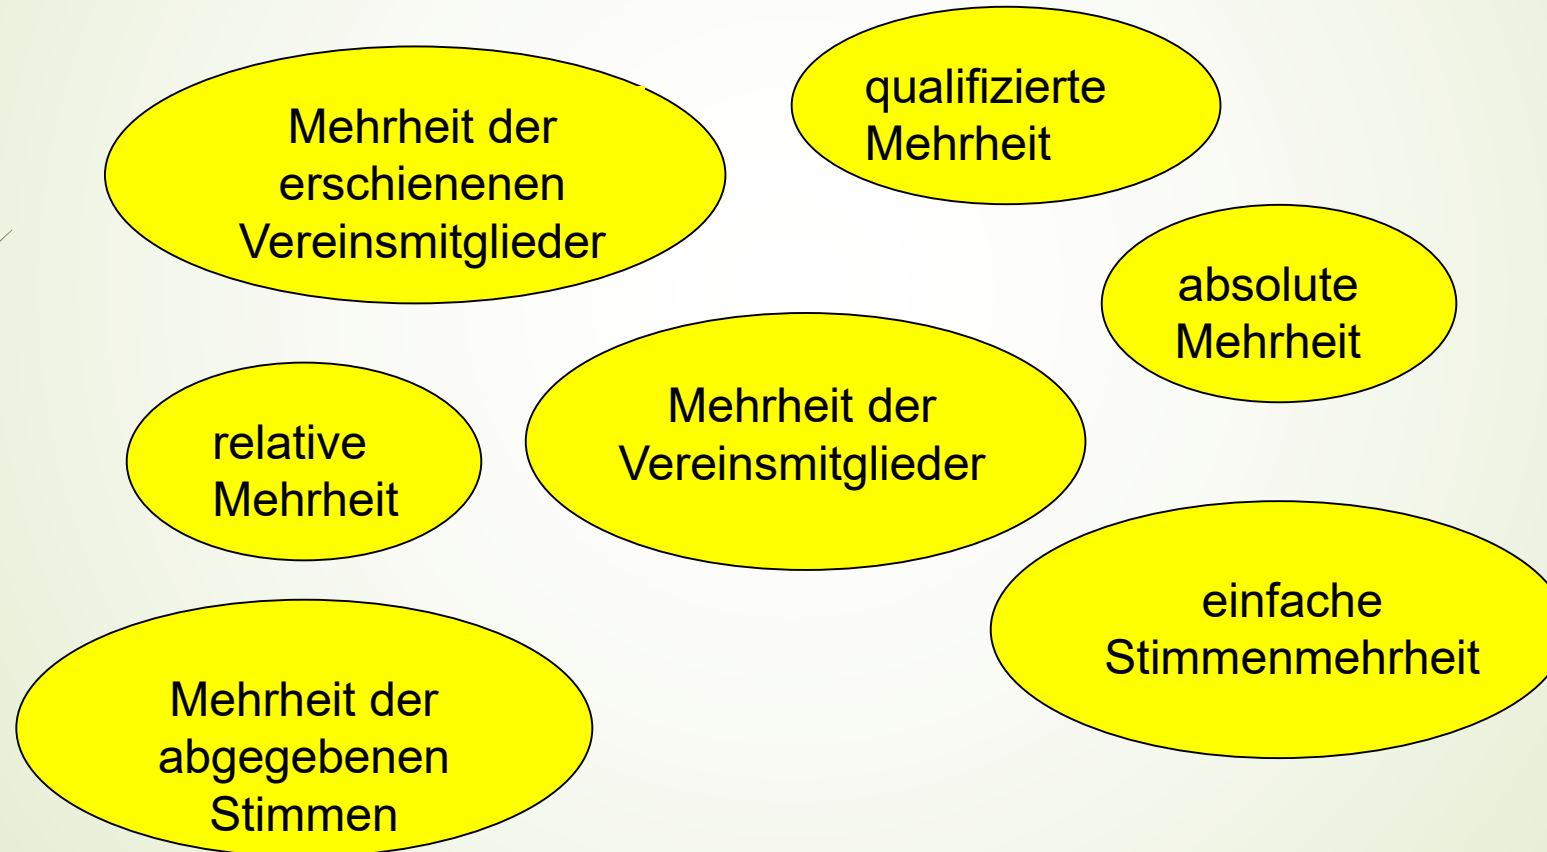 Mehrheit der
erschienenen
Vereinsmitglieder
qualifizierte
Mehrheit
absolute
Mehrheit
relative
Mehrheit
Mehrheit der
Vereinsmitglieder
einfache
Stimmenmehrheit
Mehrheit der
abgegebenen
Stimmen